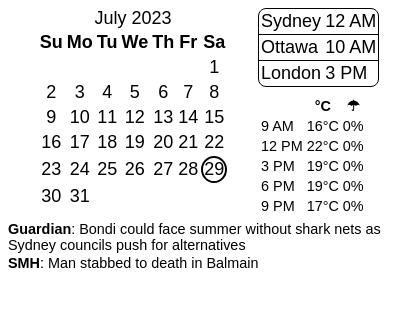 July 2023
Su Mo Tu We Th Fr Sa
1
2 3 4 5 6 7 8
9 10 11 12 13 14 15
16 17 18 19 20 21 22
23 24 25 26 27 28 29
30 31
Sydney 12 AM
Ottawa 10 AM
London 3 PM
°C ☂
9 AM 16°C 0%
12 PM 22°C 0%
3 PM 19°C 0%
6 PM 19°C 0%
9 PM 17°C 0%
Guardian: Bondi could face summer without shark nets as
Sydney councils push for alternatives
SMH: Man stabbed to death in Balmain